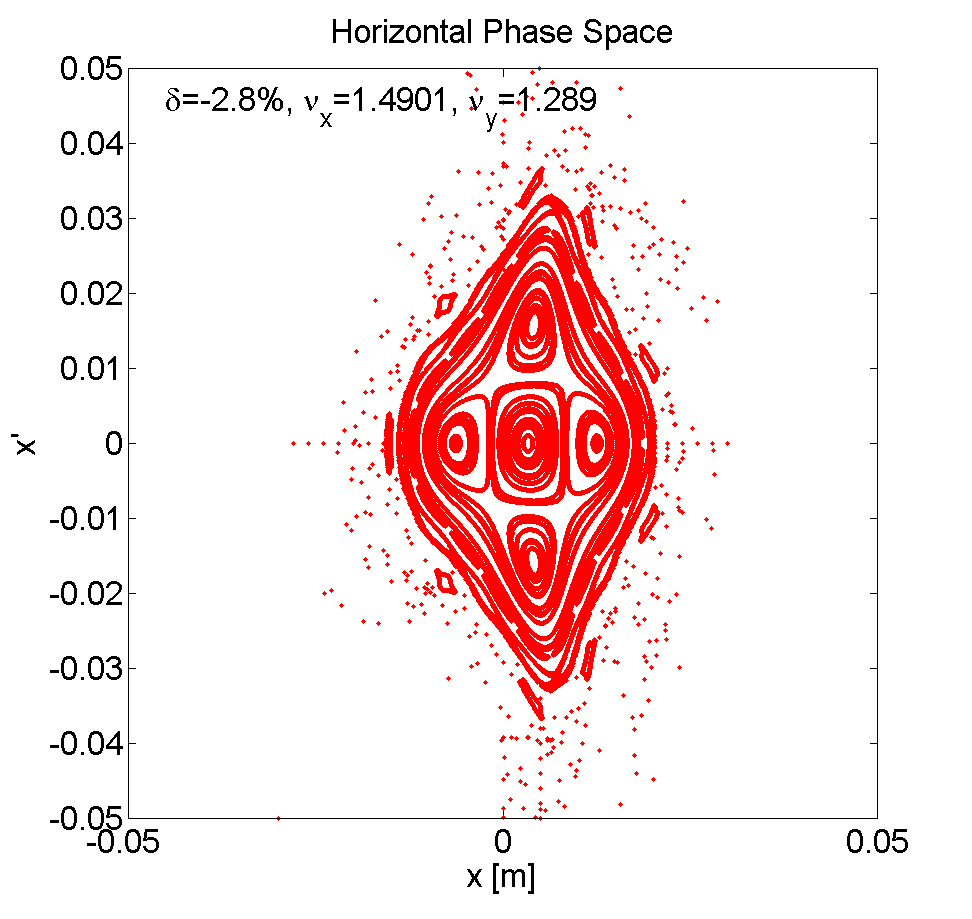 Horizontal Phase Space
δ=-2.8%, νx=1.4901, νy=1.289
0.05
0.04
0.03
0.02
0.01
0
-0.01
-0.02
-0.03
-0.04
-0.05
x'
-0.05 0 0.05
x [m]